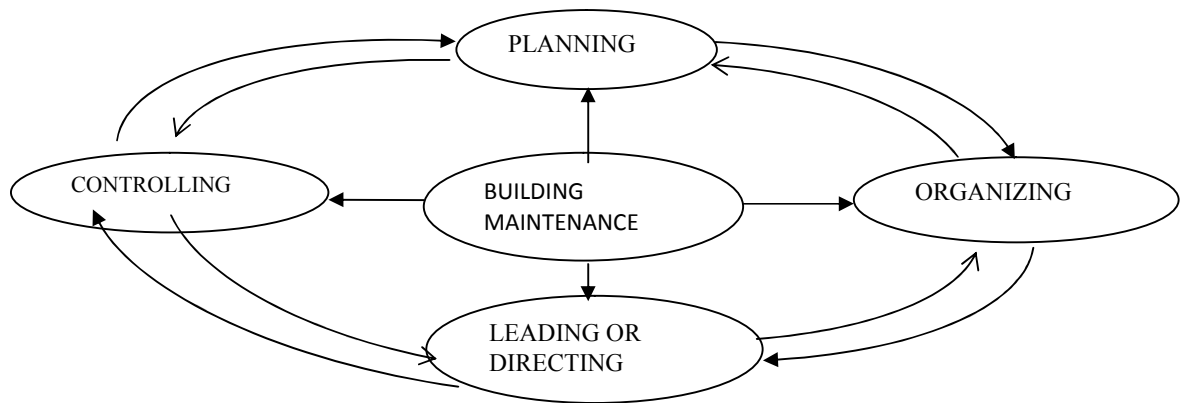 PLANNING
CONTROLLING
BUILDING
MAINTENANCE
ORGANIZING
LEADING OR
DIRECTING